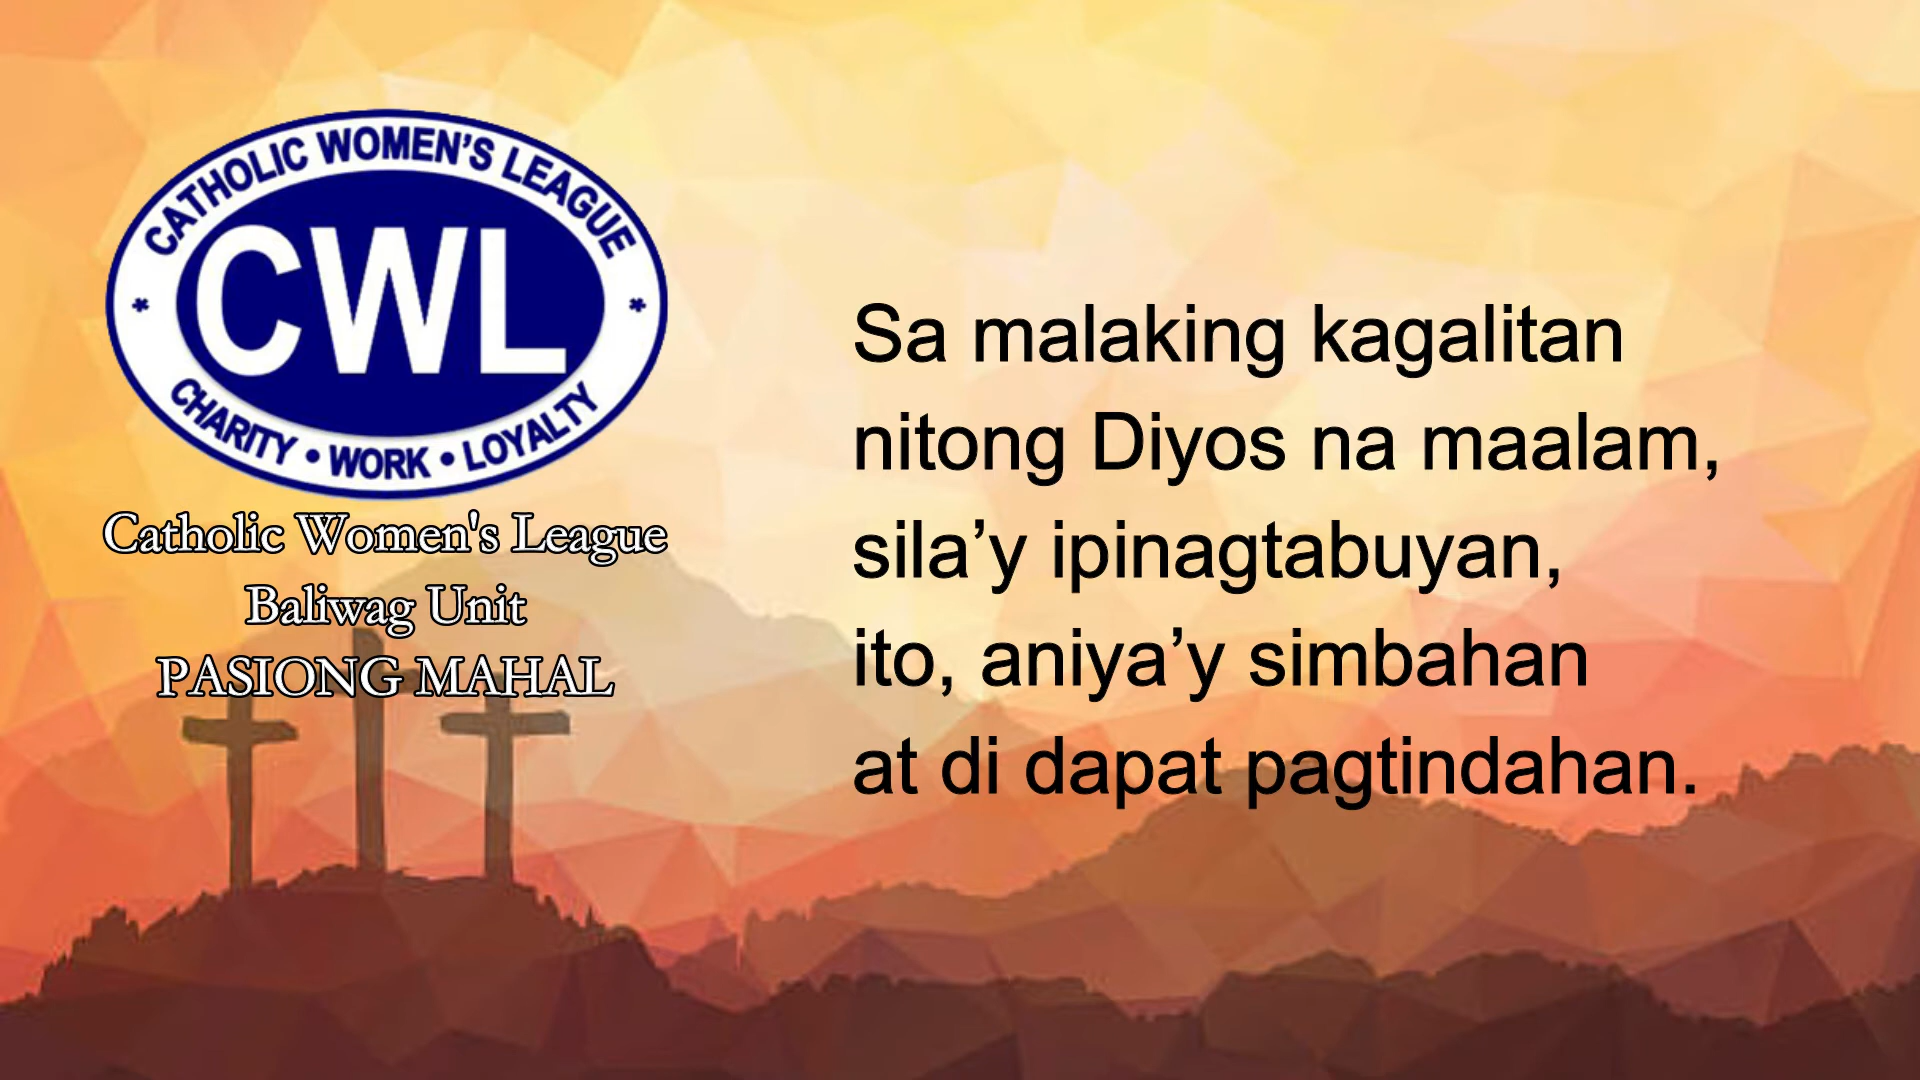 CATHOLIC WOMEN’S LEAGUE
CWL
CHARITY • WORK • LOYALTY
Catholic Women's League
Baliwag Unit
PASIONG MAHAL
Sa malaking kagalitan
nitong Diyos na maalam,
sila’y ipinagtabuyan,
ito, aniya’y simbahan
at di dapat pagtindahan.